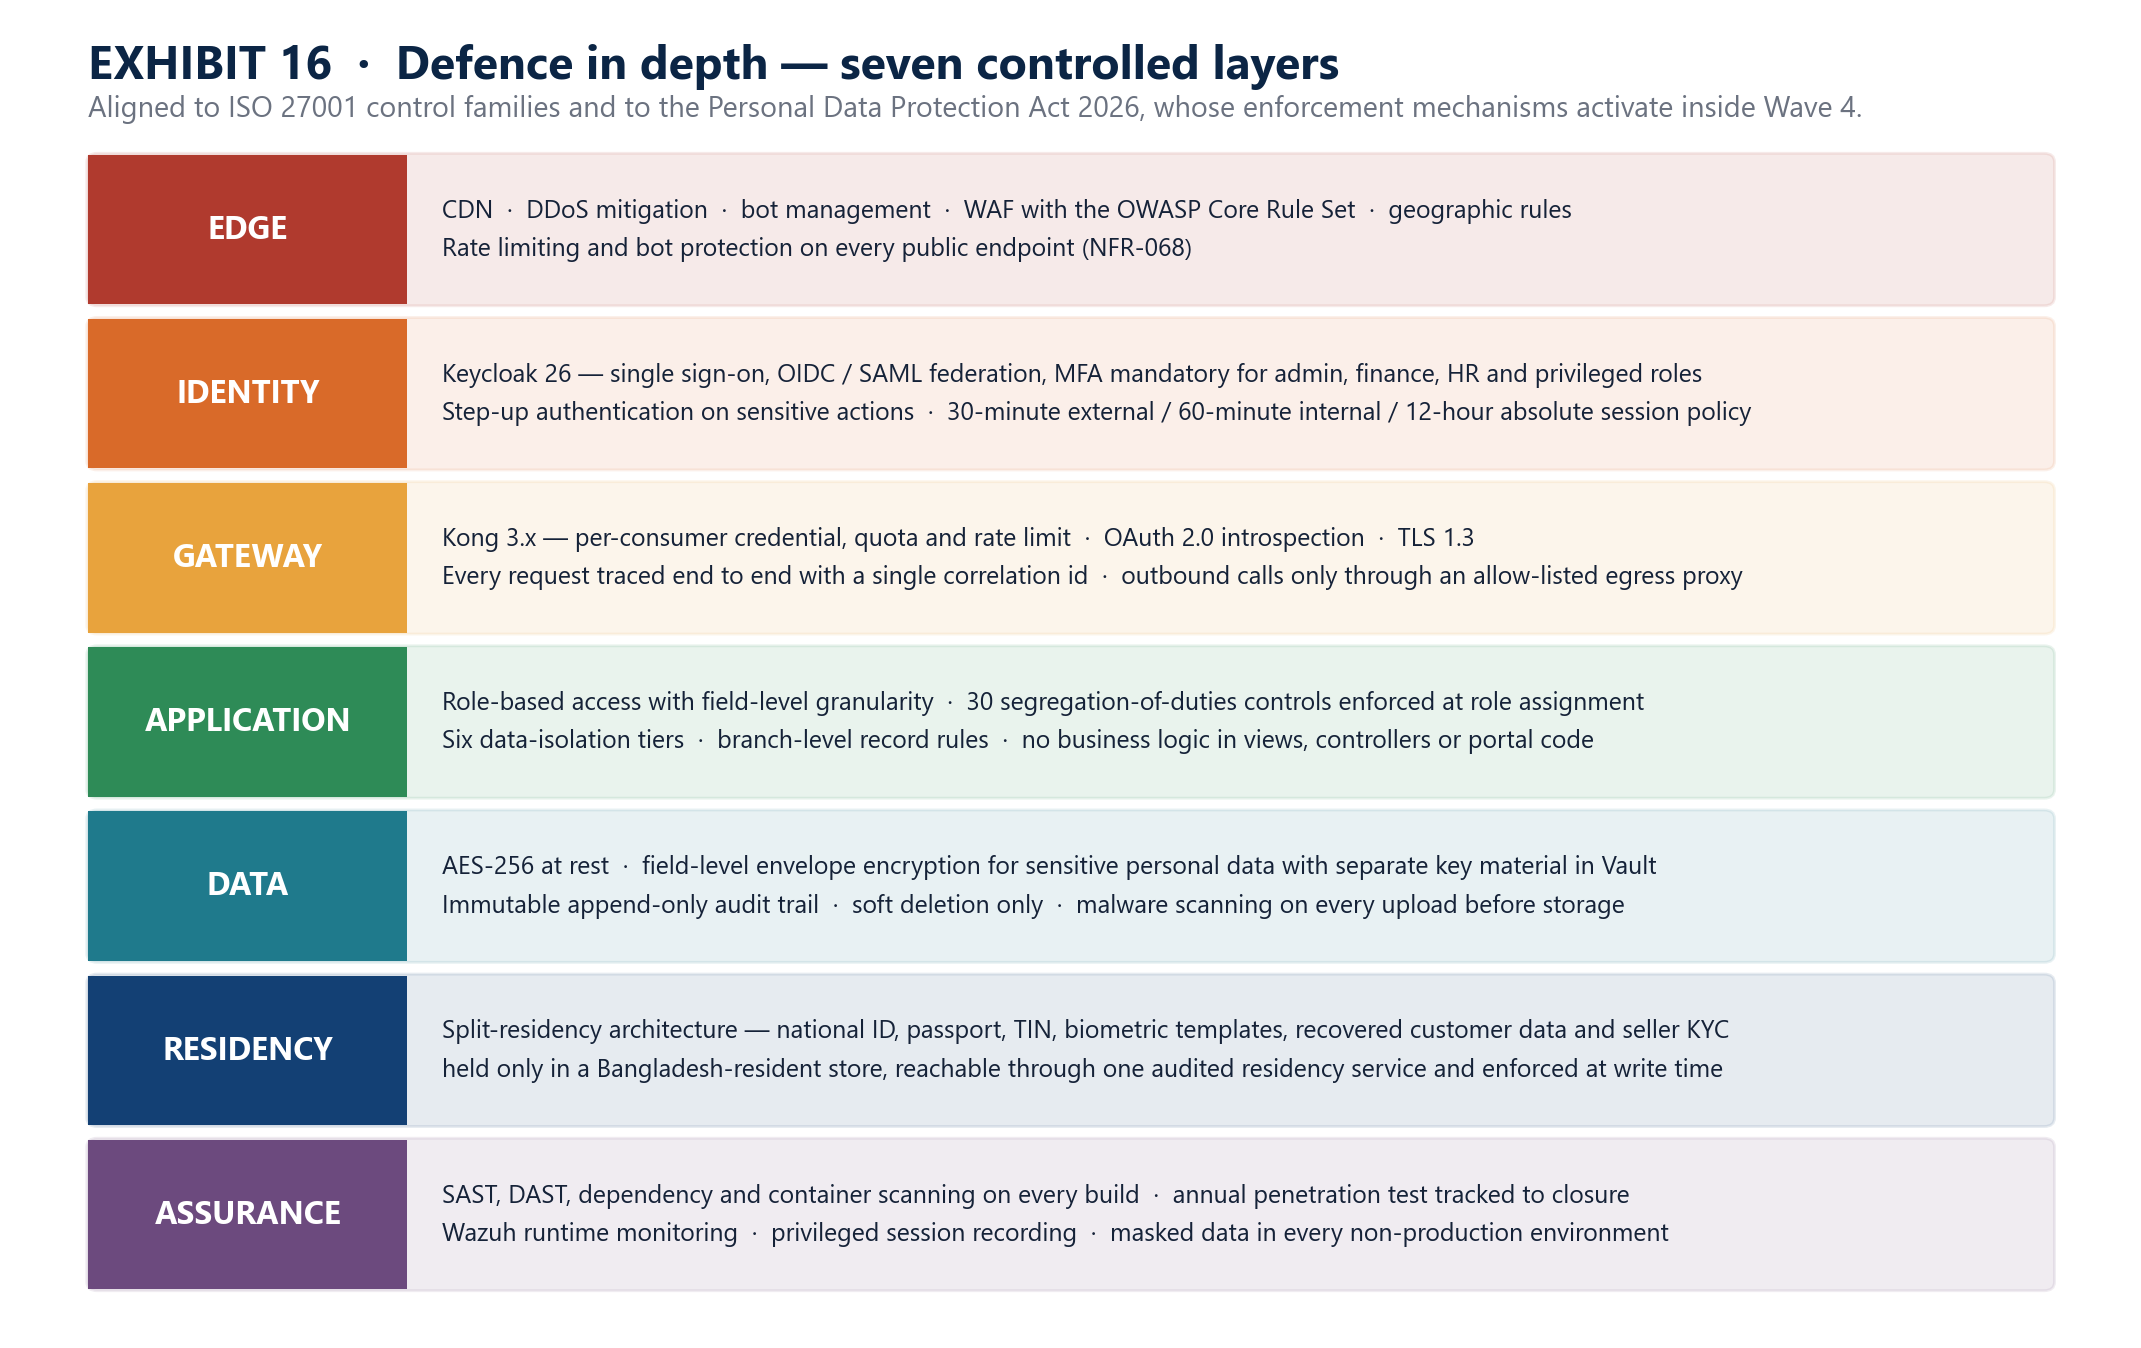 EXHIBIT 16 · Defence in depth — seven controlled layers
Aligned to ISO 27001 control families and to the Personal Data Protection Act 2026, whose enforcement mechanisms activate inside Wave 4.
EDGE
CDN · DDoS mitigation · bot management · WAF with the OWASP Core Rule Set · geographic rules
Rate limiting and bot protection on every public endpoint (NFR-068)
IDENTITY
Keycloak 26 — single sign-on, OIDC / SAML federation, MFA mandatory for admin, finance, HR and privileged roles
Step-up authentication on sensitive actions · 30-minute external / 60-minute internal / 12-hour absolute session policy
GATEWAY
Kong 3.x — per-consumer credential, quota and rate limit · OAuth 2.0 introspection · TLS 1.3
Every request traced end to end with a single correlation id · outbound calls only through an allow-listed egress proxy
APPLICATION
Role-based access with field-level granularity · 30 segregation-of-duties controls enforced at role assignment
Six data-isolation tiers · branch-level record rules · no business logic in views, controllers or portal code
DATA
AES-256 at rest · field-level envelope encryption for sensitive personal data with separate key material in Vault
Immutable append-only audit trail · soft deletion only · malware scanning on every upload before storage
RESIDENCY
Split-residency architecture — national ID, passport, TIN, biometric templates, recovered customer data and seller KYC
held only in a Bangladesh-resident store, reachable through one audited residency service and enforced at write time
ASSURANCE
SAST, DAST, dependency and container scanning on every build · annual penetration test tracked to closure
Wazuh runtime monitoring · privileged session recording · masked data in every non-production environment